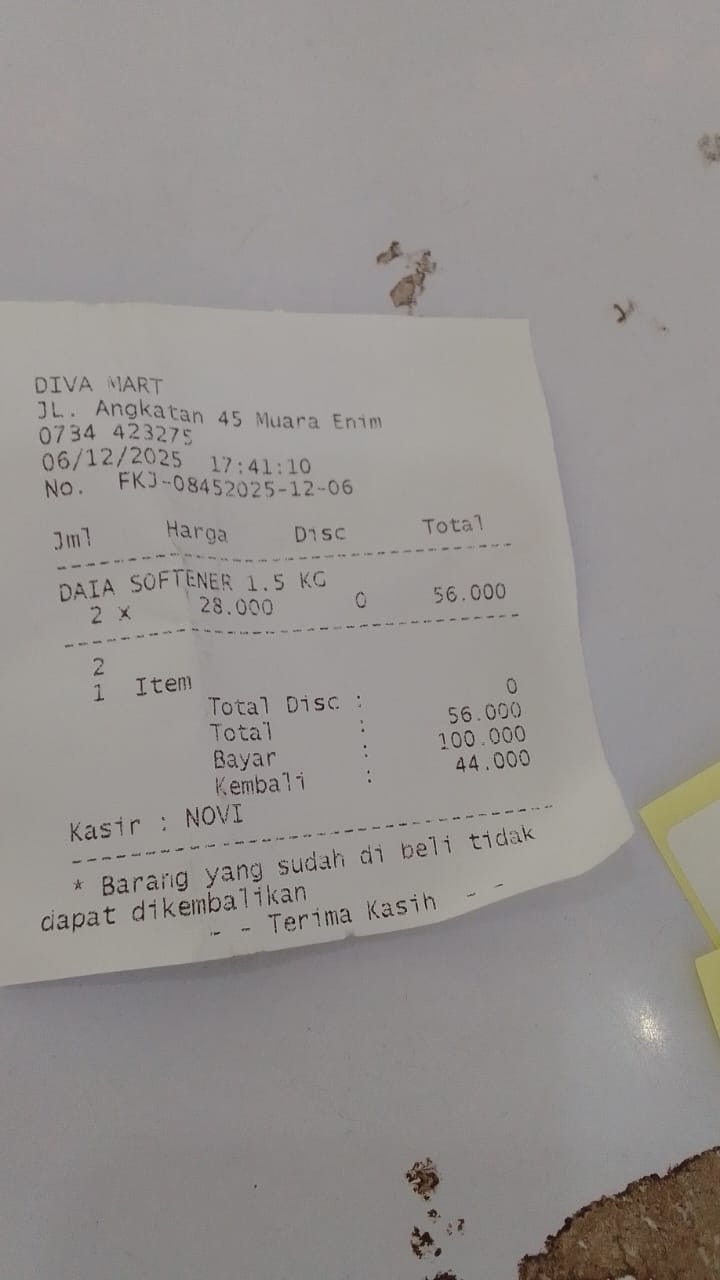 DIVA MART
JL. Angkatan 45 Muara Enim
0734 423275
06/12/2025 17:41:10
No. FKJ-08452025-12-06
Jml Harga Disc Total
--------------------------------
DAIA SOFTENER 1.5 KG
2 x 28.000 0 56.000
--------------------------------
2
1 Item
Total Disc : 0
Total : 56.000
Bayar : 100.000
Kembali : 44.000
Kasir : NOVI
--------------------------------
* Barang yang sudah di beli tidak
dapat dikembalikan
- - Terima Kasih - -